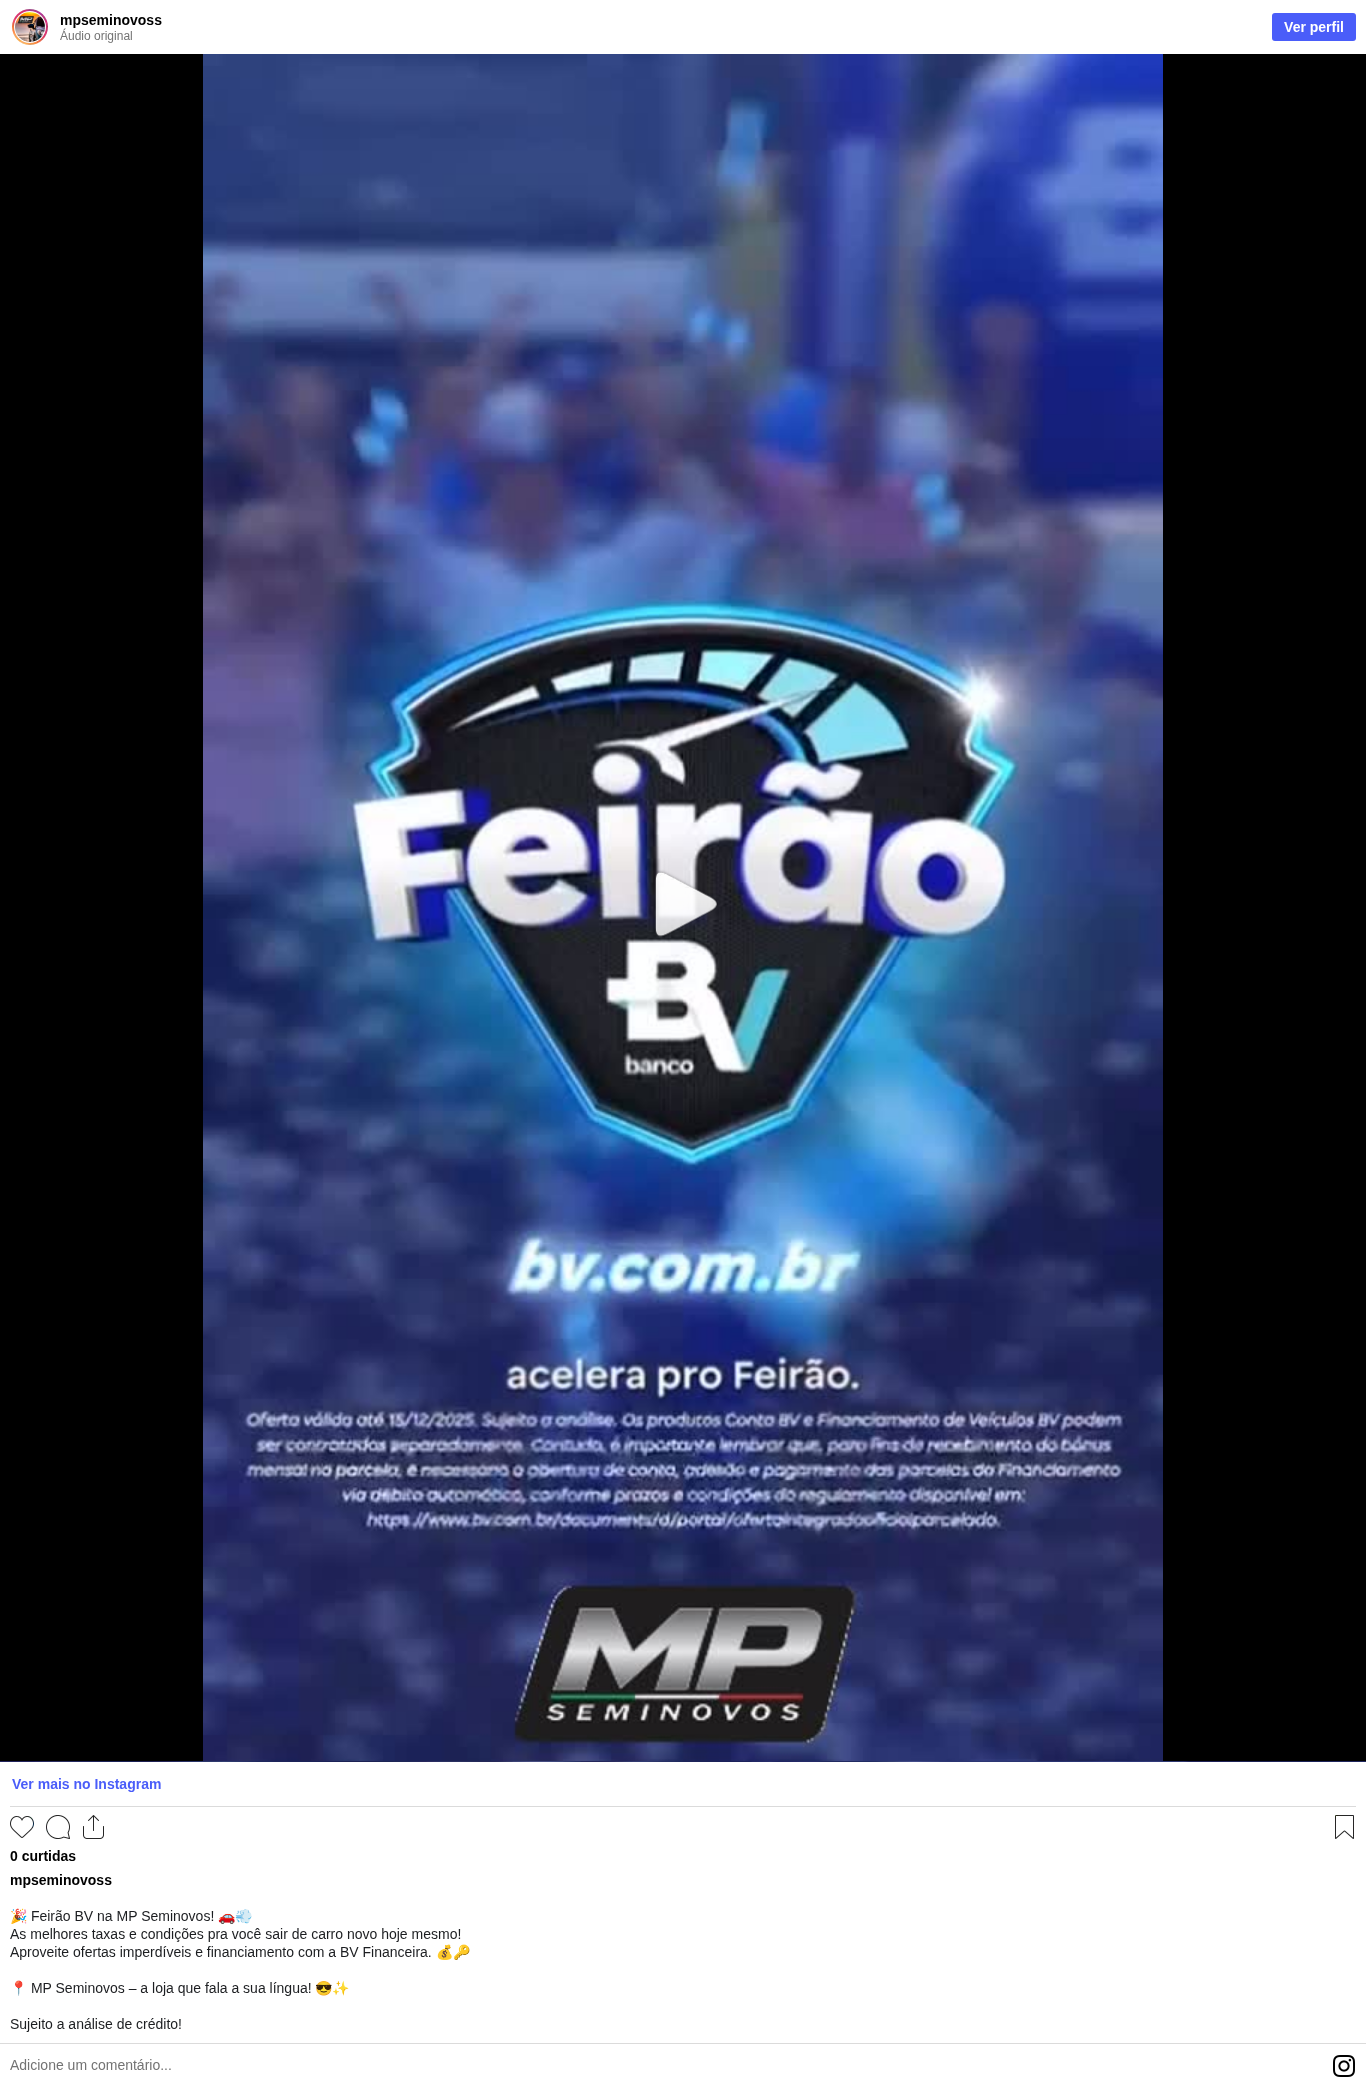 mpseminovoss
Áudio original
Ver perfil
Feirão
BV
banco
bv.com.br
acelera pro Feirão.
Oferta válida até 15/12/2025. Sujeito a análise. Os produtos Conta BV e Financiamento de Veículos BV podem
ser contratados separadamente. Contudo, é importante lembrar que, para fins de recebimento do bônus
mensal na parcela, é necessário a abertura de conta, adesão e pagamento das parcelas do Financiamento
via débito automático, conforme prazos e condições do regulamento disponível em:
MP
SEMINOVOS
Ver mais no Instagram
0 curtidas
mpseminovoss
🎉 Feirão BV na MP Seminovos! 🚗💨
As melhores taxas e condições pra você sair de carro novo hoje mesmo!
Aproveite ofertas imperdíveis e financiamento com a BV Financeira. 💰🔑
📍 MP Seminovos – a loja que fala a sua língua! 😎✨
Sujeito a análise de crédito!
Adicione um comentário...